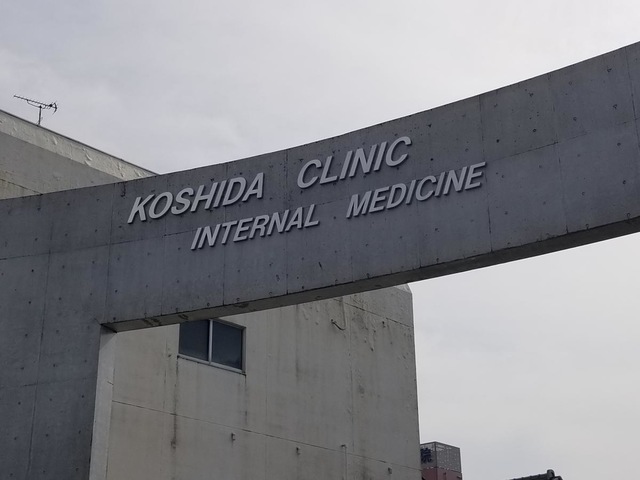 KOSHIDA CLINIC
INTERNAL MEDICINE